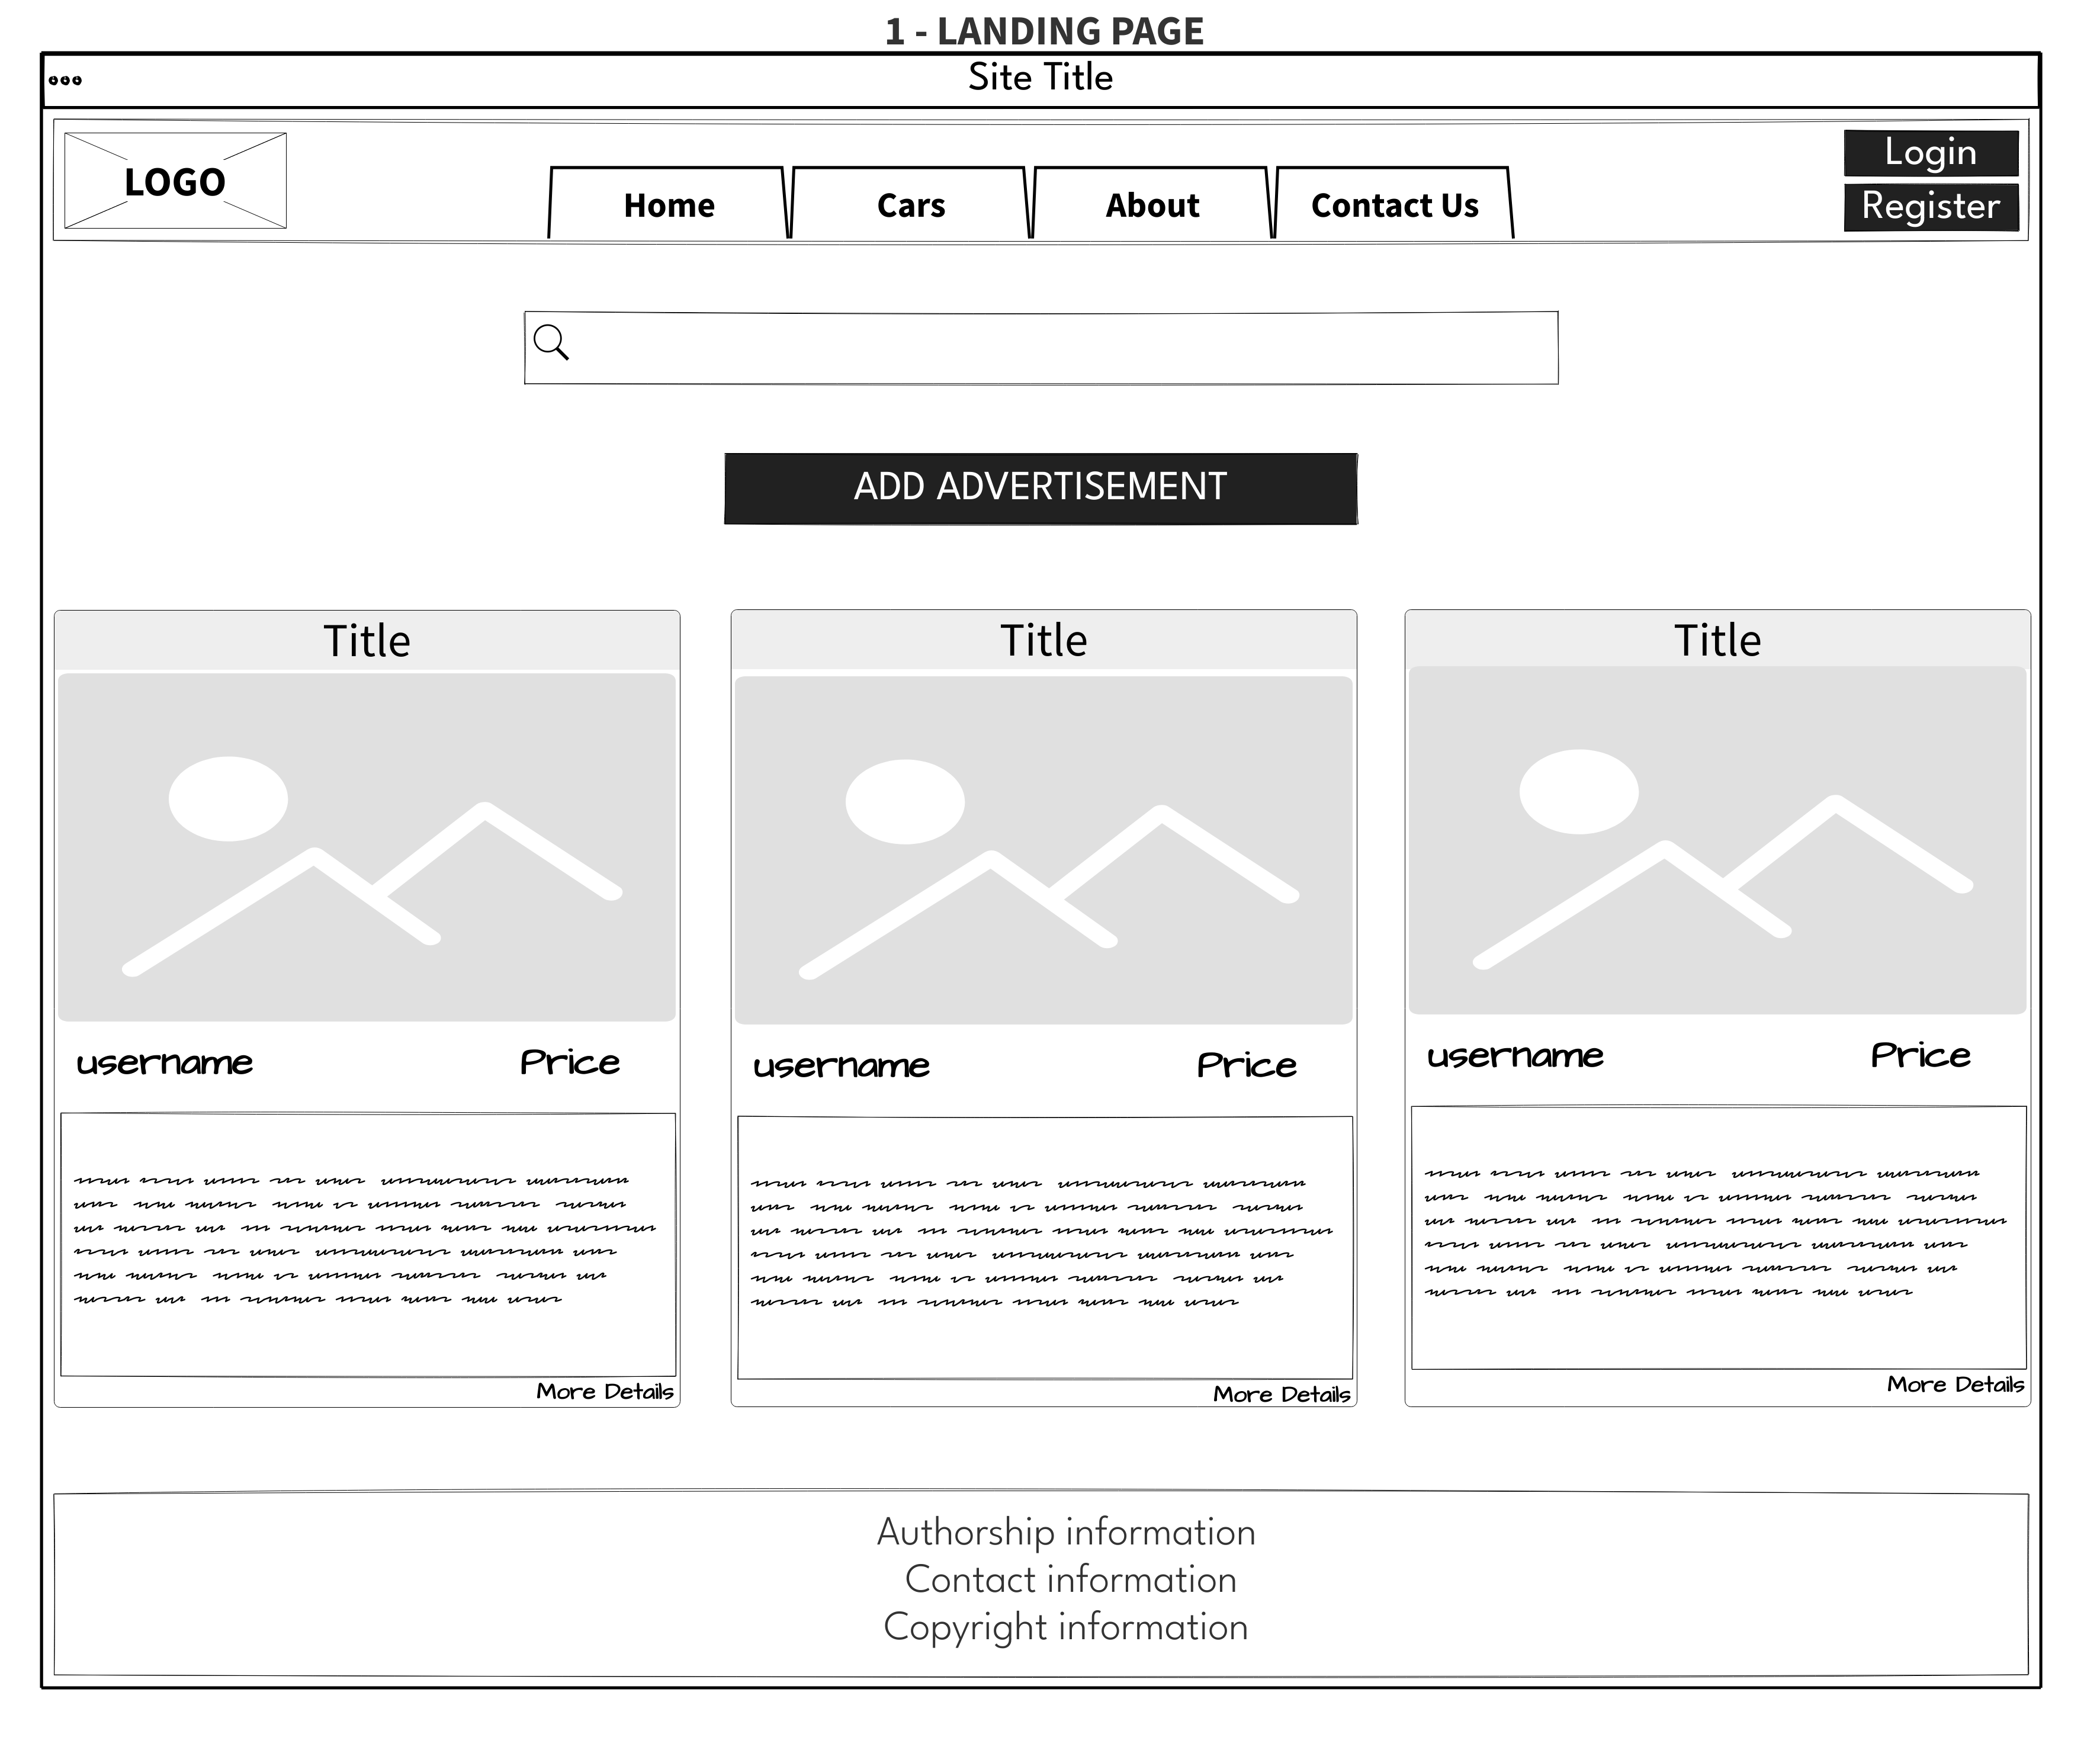 1 - LANDING PAGE
Site Title
LOGO
Home
Cars
About
Contact Us
Login
Register
ADD ADVERTISEMENT
Title
username
Price
More Details
Title
username
Price
More Details
Title
username
Price
More Details
Authorship information
Contact information
Copyright information